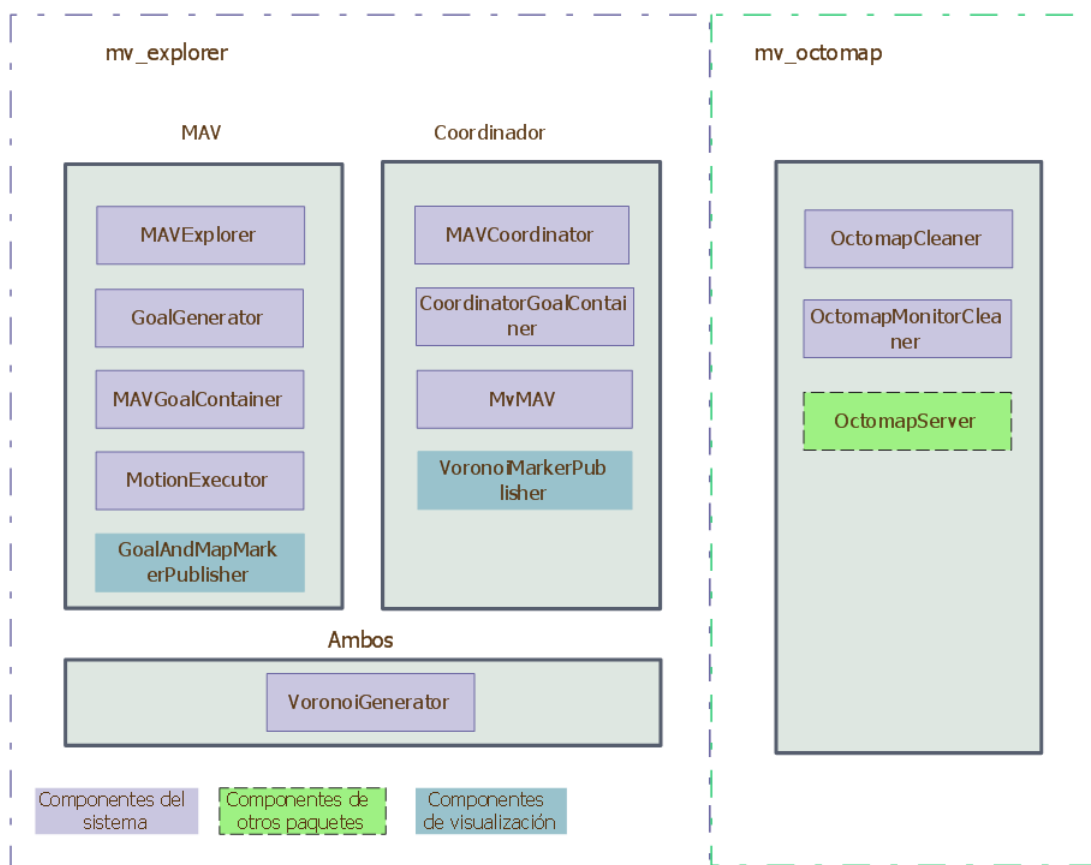 mv_explorer
MAV
MAVExplorer
GoalGenerator
MAVGoalContainer
MotionExecutor
GoalAndMapMark
erPublisher
Coordinador
MAVCoordinator
CoordinatorGoalContai
ner
MvMAV
VoronoiMarkerPub
lisher
Ambos
VoronoiGenerator
mv_octomap
OctomapCleaner
OctomapMonitorClea
ner
OctomapServer
Componentes del
sistema
Componentes de
otros paquetes
Componentes
de visualización